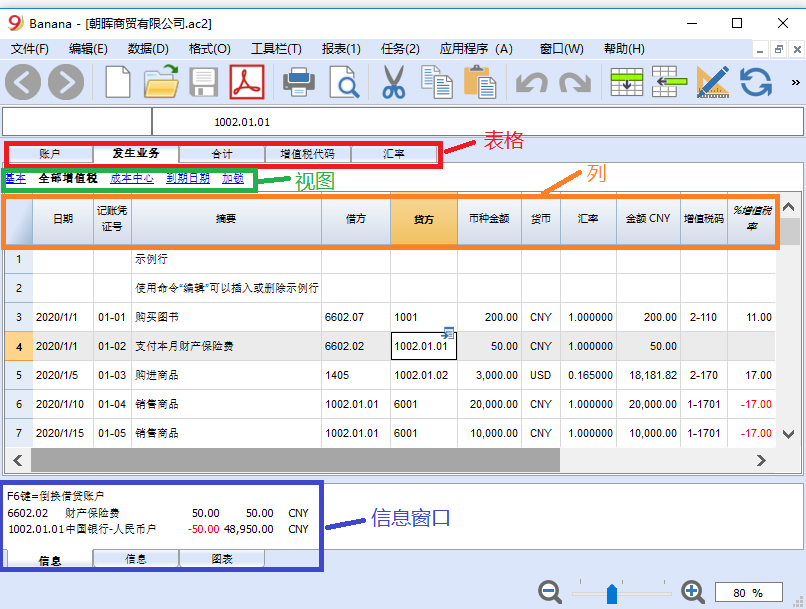 Banana - [朝晖商贸有限公司.ac2]
文件(F) 编辑(E) 数据(D) 格式(O) 工具栏(T) 报表(1) 任务(2) 应用程序（A） 窗口(W) 帮助(H)
1002.01.01
账户 发生业务 合计 增值税代码 汇率 表格
基本 全部增值税 成本中心 到期日期 加锁 视图
列
日期 记账凭证号 摘要 借方 贷方 币种金额 货币 汇率 金额 CNY 增值税码 %增值税率
1 示例行
2 使用命令“编辑”可以插入或删除示例行
3 2020/1/1 01-01 购买图书 6602.07 1001 200.00 CNY 1.000000 200.00 2-110 11.00
4 2020/1/1 01-02 支付本月财产保险费 6602.02 1002.01.01 50.00 CNY 1.000000 50.00
5 2020/1/5 01-03 购进商品 1405 1002.01.02 3,000.00 USD 0.165000 18,181.82 2-170 17.00
6 2020/1/10 01-04 销售商品 1002.01.01 6001 20,000.00 CNY 1.000000 20,000.00 1-1701 -17.00
7 2020/1/15 01-05 销售商品 1002.01.01 6001 10,000.00 CNY 1.000000 10,000.00 1-1701 -17.00
F6键=倒换借贷账户
6602.02 财产保险费 50.00 50.00 CNY
1002.01.01中国银行-人民币户 -50.00 48,950.00 CNY
信息窗口
信息 信息 图表
80 %